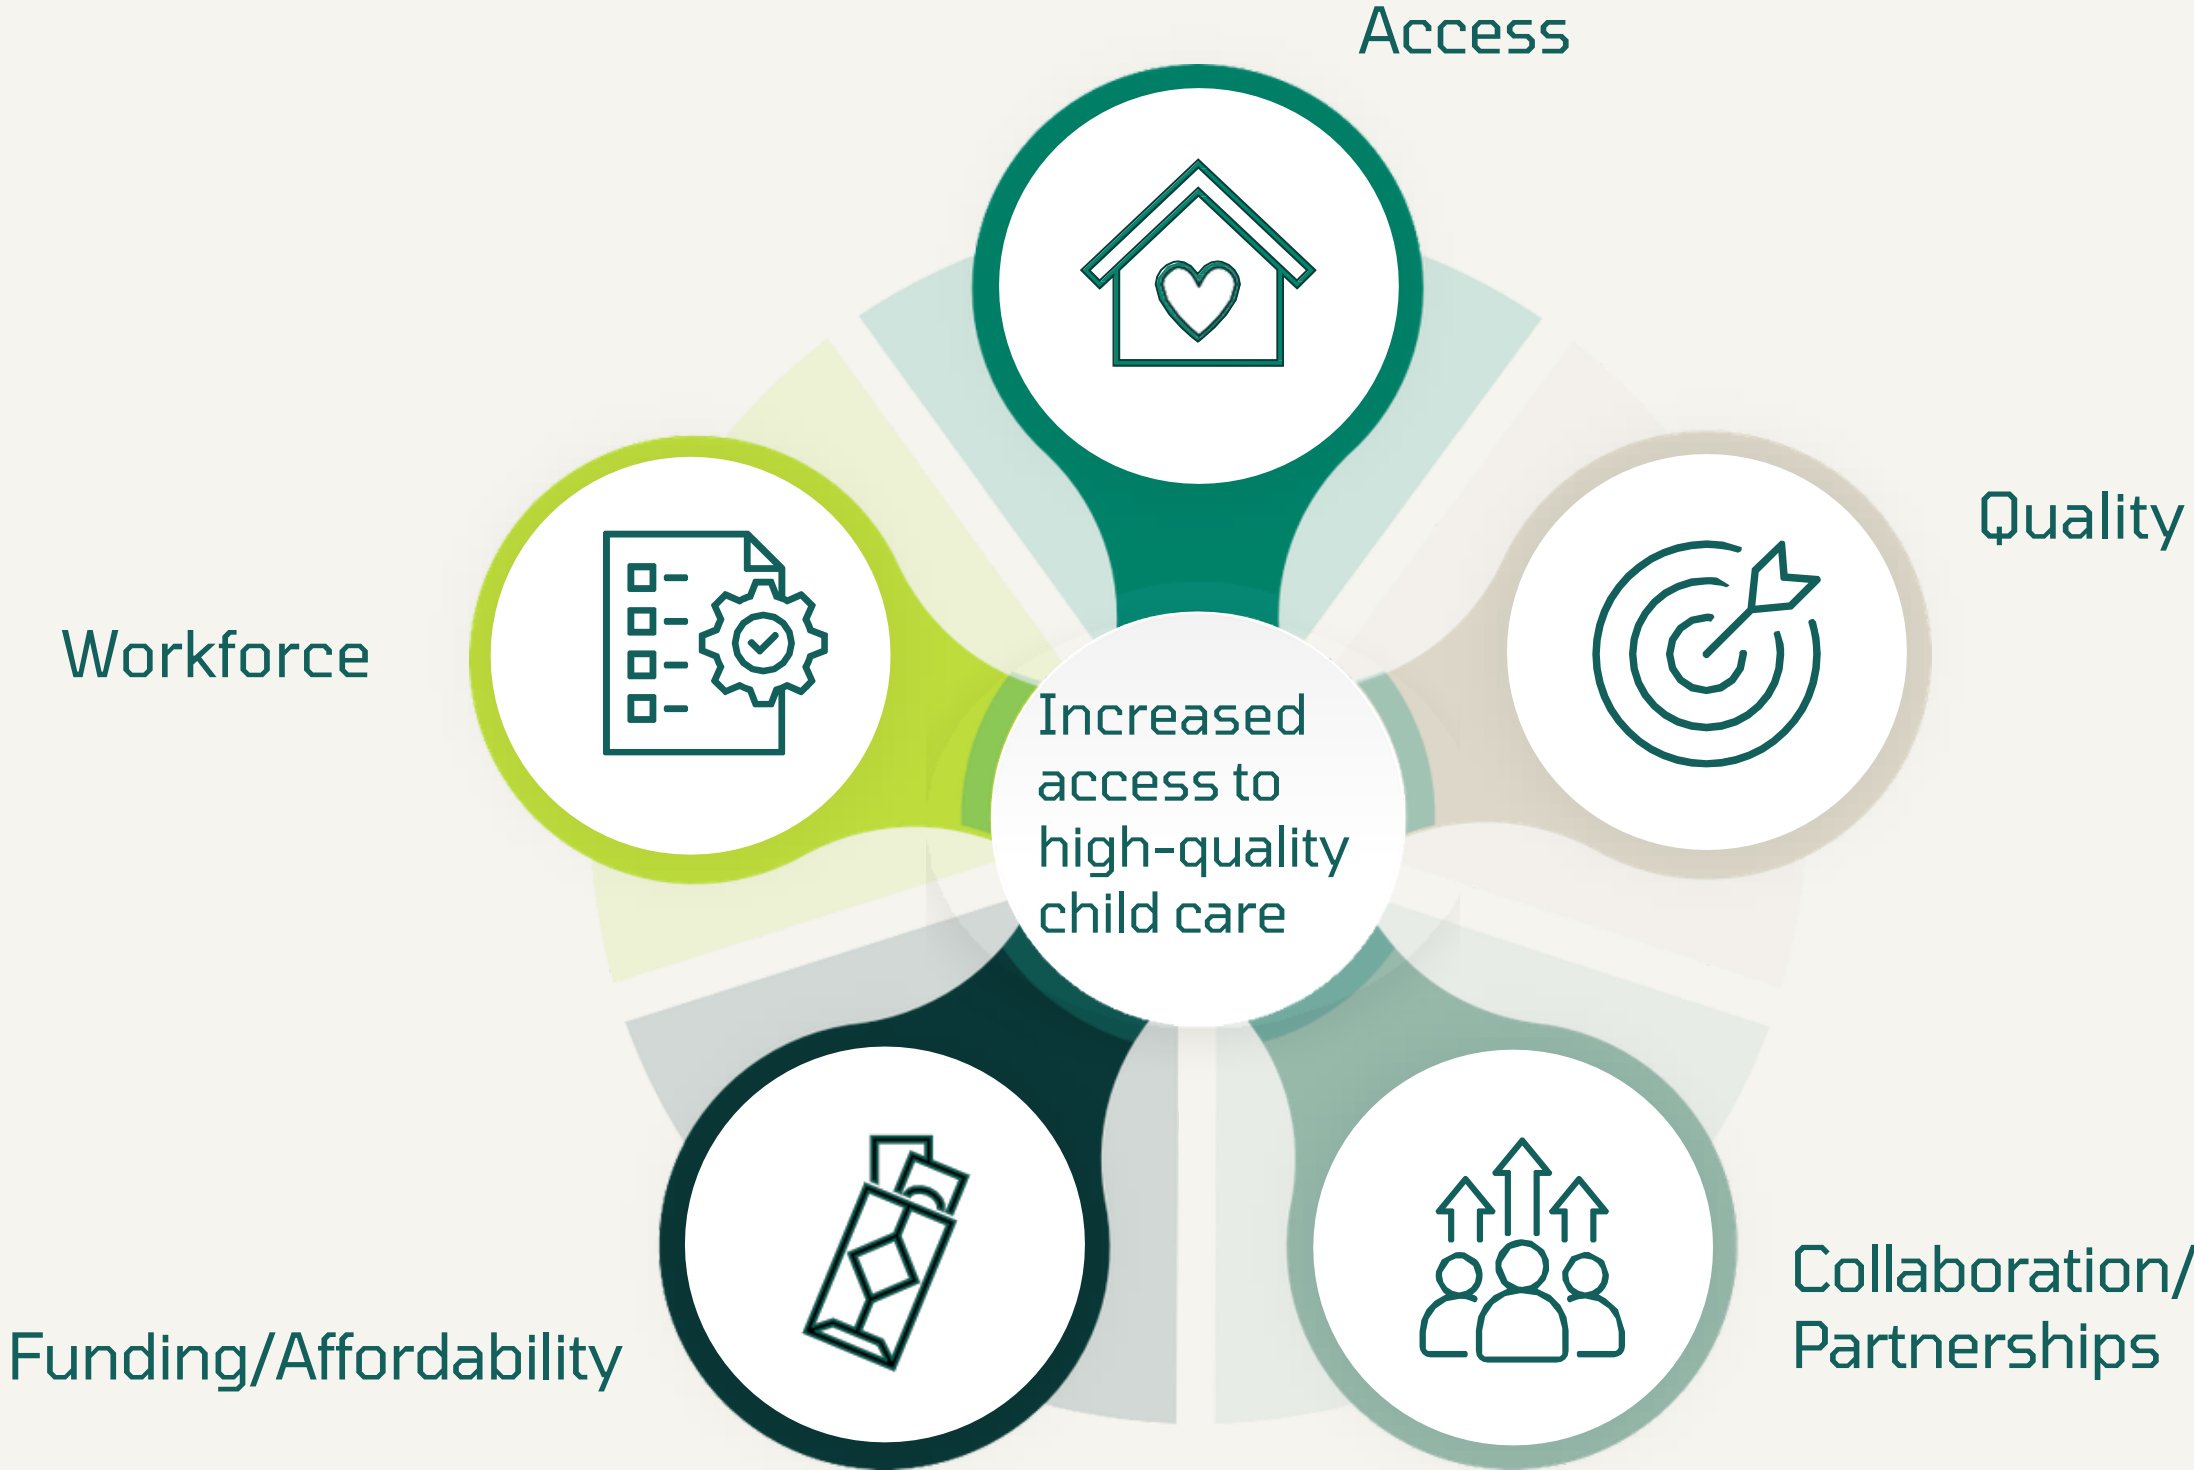 Access
Quality
Workforce
Increased
access to
high-quality
child care
Collaboration/
Partnerships
Funding/Affordability